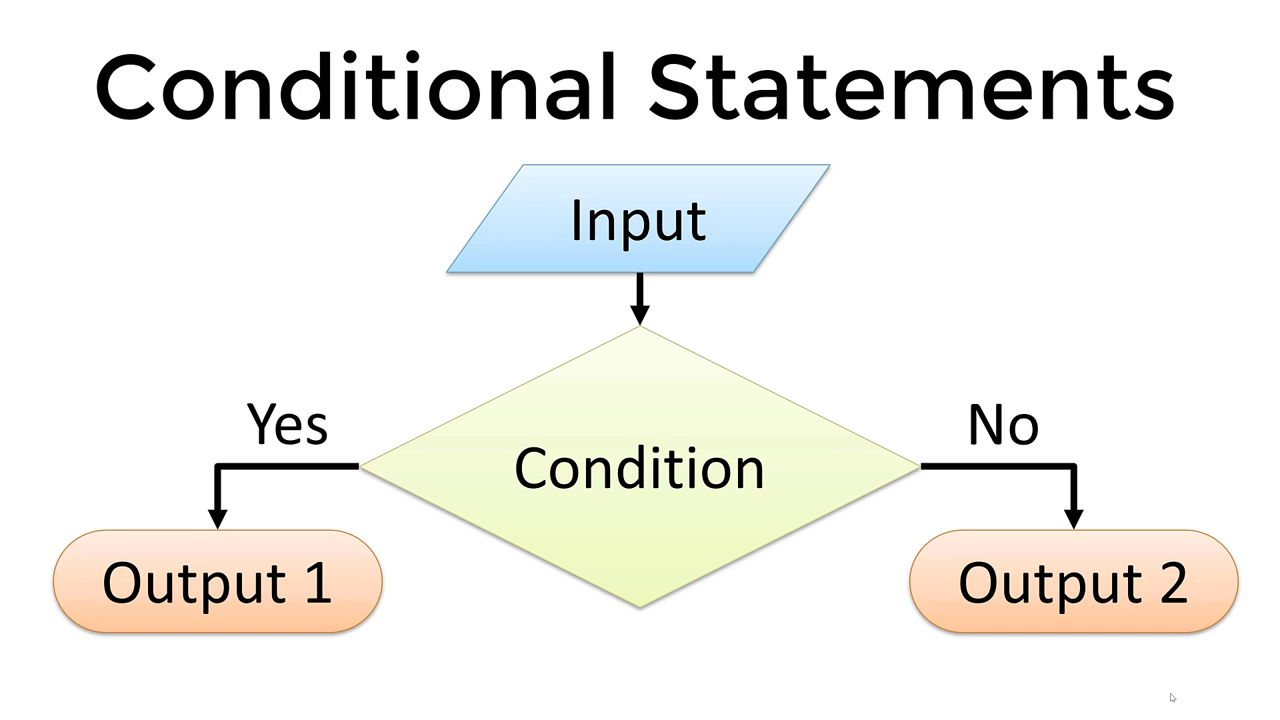 Conditional Statements
Input
Condition
Yes
No
Output 1
Output 2